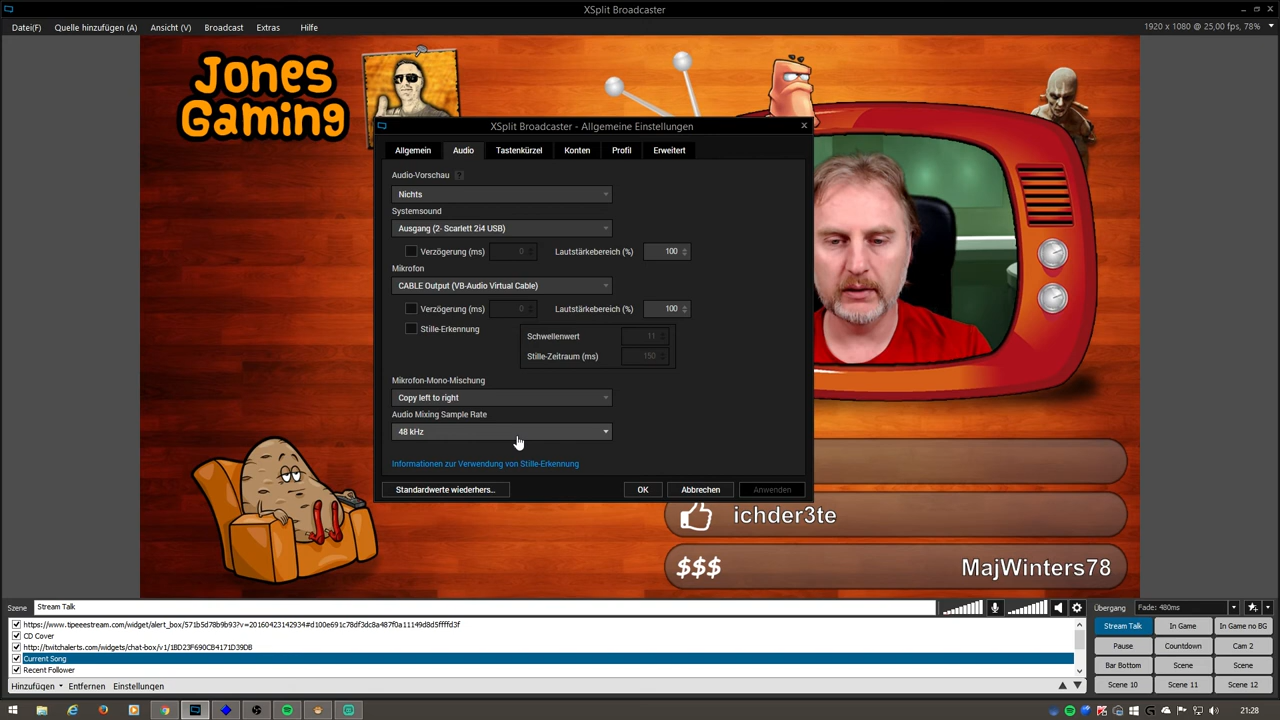 XSplit Broadcaster
Datei(F) Quelle hinzufügen (A) Ansicht (V) Broadcast Extras Hilfe
1920 x 1080 @ 25,00 fps, 78%
Jones
Gaming
XSplit Broadcaster - Allgemeine Einstellungen
Allgemein Audio Tastenkürzel Konten Profil Erweitert
Audio-Vorschau ?
Nichts
Systemsound
Ausgang (2- Scarlett 2i4 USB)
Verzögerung (ms) 0 Lautstärkebereich (%) 100
Mikrofon
CABLE Output (VB-Audio Virtual Cable)
Verzögerung (ms) 0 Lautstärkebereich (%) 100
Stille-Erkennung
Schwellenwert 11
Stille-Zeitraum (ms) 150
Mikrofon-Mono-Mischung
Copy left to right
Audio Mixing Sample Rate
48 kHz
Informationen zur Verwendung von Stille-Erkennung
Standardwerte wiederhers... OK Abbrechen Anwenden
ichder3te
$$$ MajWinters78
Szene Stream Talk
Übergang Fade: 480ms
https://www.tipeeestream.com/widget/alert_box/571b5d78b9b93?v=20160423142934#d100e691c78df3dc8a487f0a11149d8d5ffffd3f
CD Cover
http://twitchalerts.com/widgets/chat-box/v1/1BD23F690CB4171D39DB
Current Song
Recent Follower
Stream Talk In Game In Game no BG
Pause Countdown Cam 2
Bar Bottom Scene Scene
Scene 10 Scene 11 Scene 12
Hinzufügen Entfernen Einstellungen
21:28